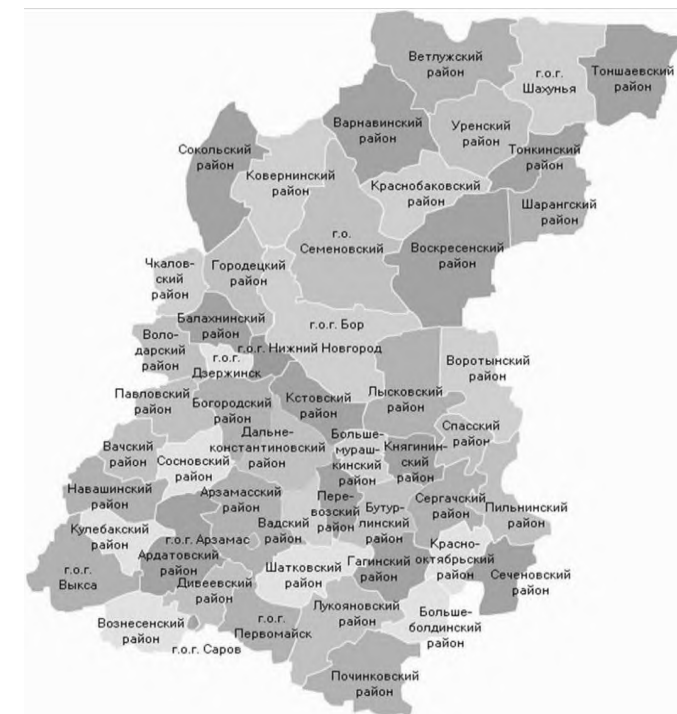 Ветлужский
район
г.о.г.
Шахунья
Тоншаевский
район
Варнавинский
район
Уренский
район
Тонкинский
район
Сокольский
район
Ковернинский
район
Краснобаковский
район
Шарангский
район
г.о.
Семеновский
Воскресенский
район
Чкалов-
ский
район
Городецкий
район
Балахнинский
район
г.о.г. Бор
Воло-
дарский
район
г.о.г. Нижний Новгород
г.о.г.
Дзержинск
Воротынский
район
Павловский
район
Богородский
район
Кстовский
район
Лысковский
район
Спасский
район
Вачский
район
Сосновский
район
Дальне-
константиновский
район
Больше-
мураш-
кинский
район
Княгинин-
ский
район
Навашинский
район
Арзамасский
район
Вадский
район
Пере-
возский
район
Бутур-
линский
район
Сергачский
район
Пильнинский
район
Кулебакский
район
г.о.г. Арзамас
Ардатовский
район
Шатковский
район
Гагинский
район
Красно-
октябрьский
район
Сеченовский
район
г.о.г.
Выкса
Дивеевский
район
Лукояновский
район
Больше-
болдинский
район
Вознесенский
район
г.о.г. Саров
г.о.г.
Первомайск
Починковский
район